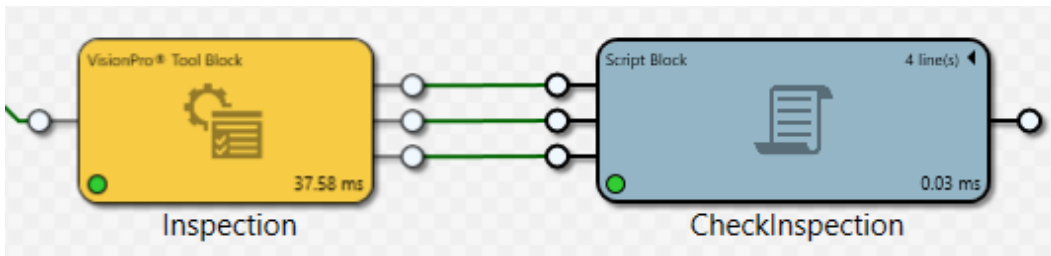 VisionPro® Tool Block
37.58 ms
Inspection
Script Block
4 line(s)
0.03 ms
CheckInspection